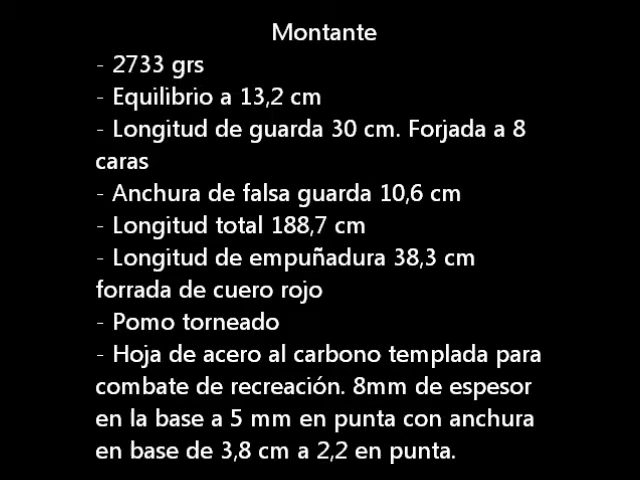 Montante
- 2733 grs
- Equilibrio a 13,2 cm
- Longitud de guarda 30 cm. Forjada a 8
caras
- Anchura de falsa guarda 10,6 cm
- Longitud total 188,7 cm
- Longitud de empuñadura 38,3 cm
forrada de cuero rojo
- Pomo torneado
- Hoja de acero al carbono templada para
combate de recreación. 8mm de espesor
en la base a 5 mm en punta con anchura
en base de 3,8 cm a 2,2 en punta.